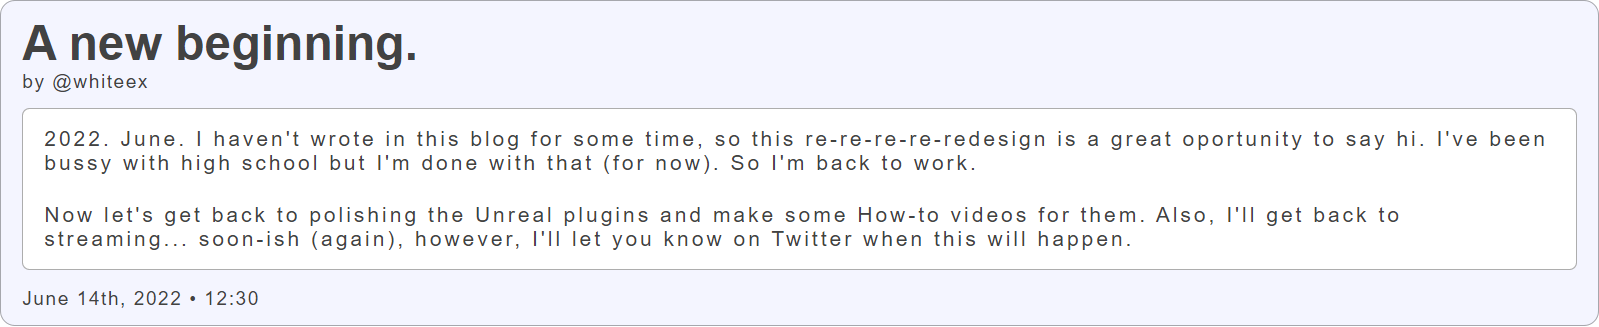 A new beginning.
by @whiteex
2022. June. I haven't wrote in this blog for some time, so this re-re-re-re-redesign is a great oportunity to say hi. I've been
bussy with high school but I'm done with that (for now). So I'm back to work.
Now let's get back to polishing the Unreal plugins and make some How-to videos for them. Also, I'll get back to
streaming... soon-ish (again), however, I'll let you know on Twitter when this will happen.
June 14th, 2022 • 12:30